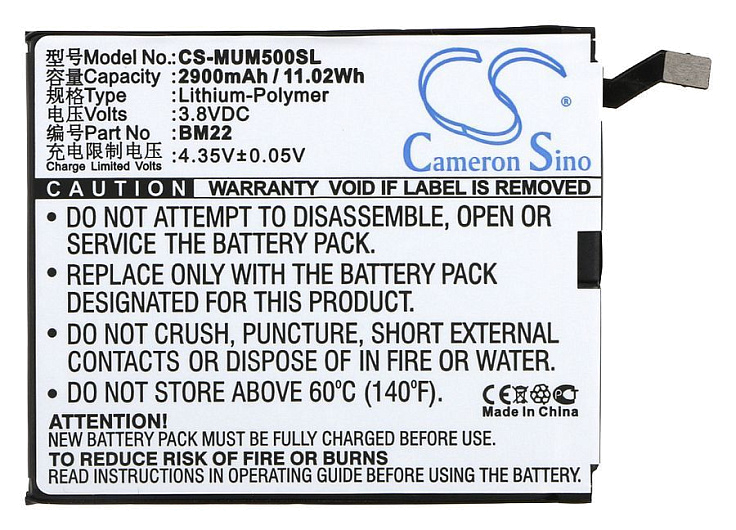 型号Model No.:CS-MUM500SL
容量Capacity:2900mAh / 11.02Wh
类别Type:Lithium-Polymer
电压Volts:3.8VDC
编号P/N:BM22
充电限制电压:4.35V±0.05V
Charge Limited Volts
CS
®
Cameron Sino
CAUTION WARRANTY VOID IF LABEL IS REMOVED
• DO NOT ATTEMPT TO DISASSEMBLE, OPEN OR
SERVICE THE BATTERY PACK.
• REPLACE ONLY WITH THE BATTERY PACK
DESIGNATED FOR THIS PRODUCT.
• DO NOT CRUSH, PUNCTURE, SHORT EXTERNAL
CONTACTS OR DISPOSE OF IN FIRE OR WATER.
• DO NOT STORE ABOVE 60°C (140°F).
CE PG
Made In China
ATTENTION!
NEW BATTERY PACK MUST BE FULLY CHARGED BEFORE USE.
TO REDUCE RISK OF FIRE OR BURNS
READ INSTRUCTIONS IN OPERATING GUIDE BEFORE USING BATTERY.